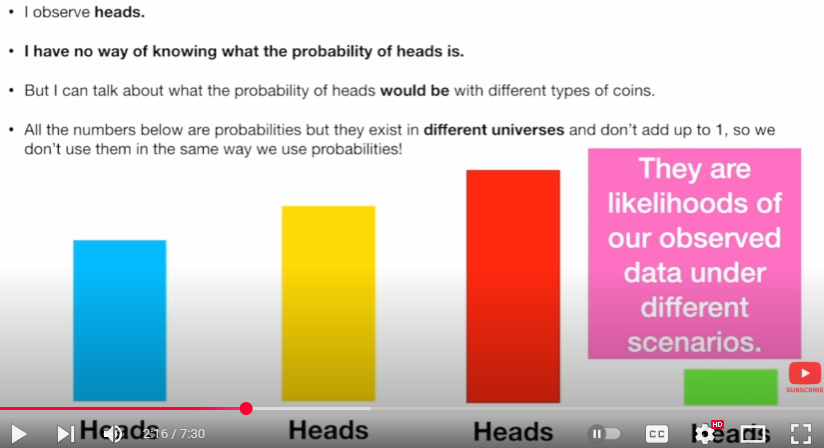 • I observe heads.
• I have no way of knowing what the probability of heads is.
• But I can talk about what the probability of heads would be with different types of coins.
• All the numbers below are probabilities but they exist in different universes and don't add up to 1, so we
don't use them in the same way we use probabilities!
They are
likelihoods of
our observed
data under
different
scenarios.
SUBSCRIBE
Heads
Heads
Heads
Heads
2:16 / 7:30
CC
HD